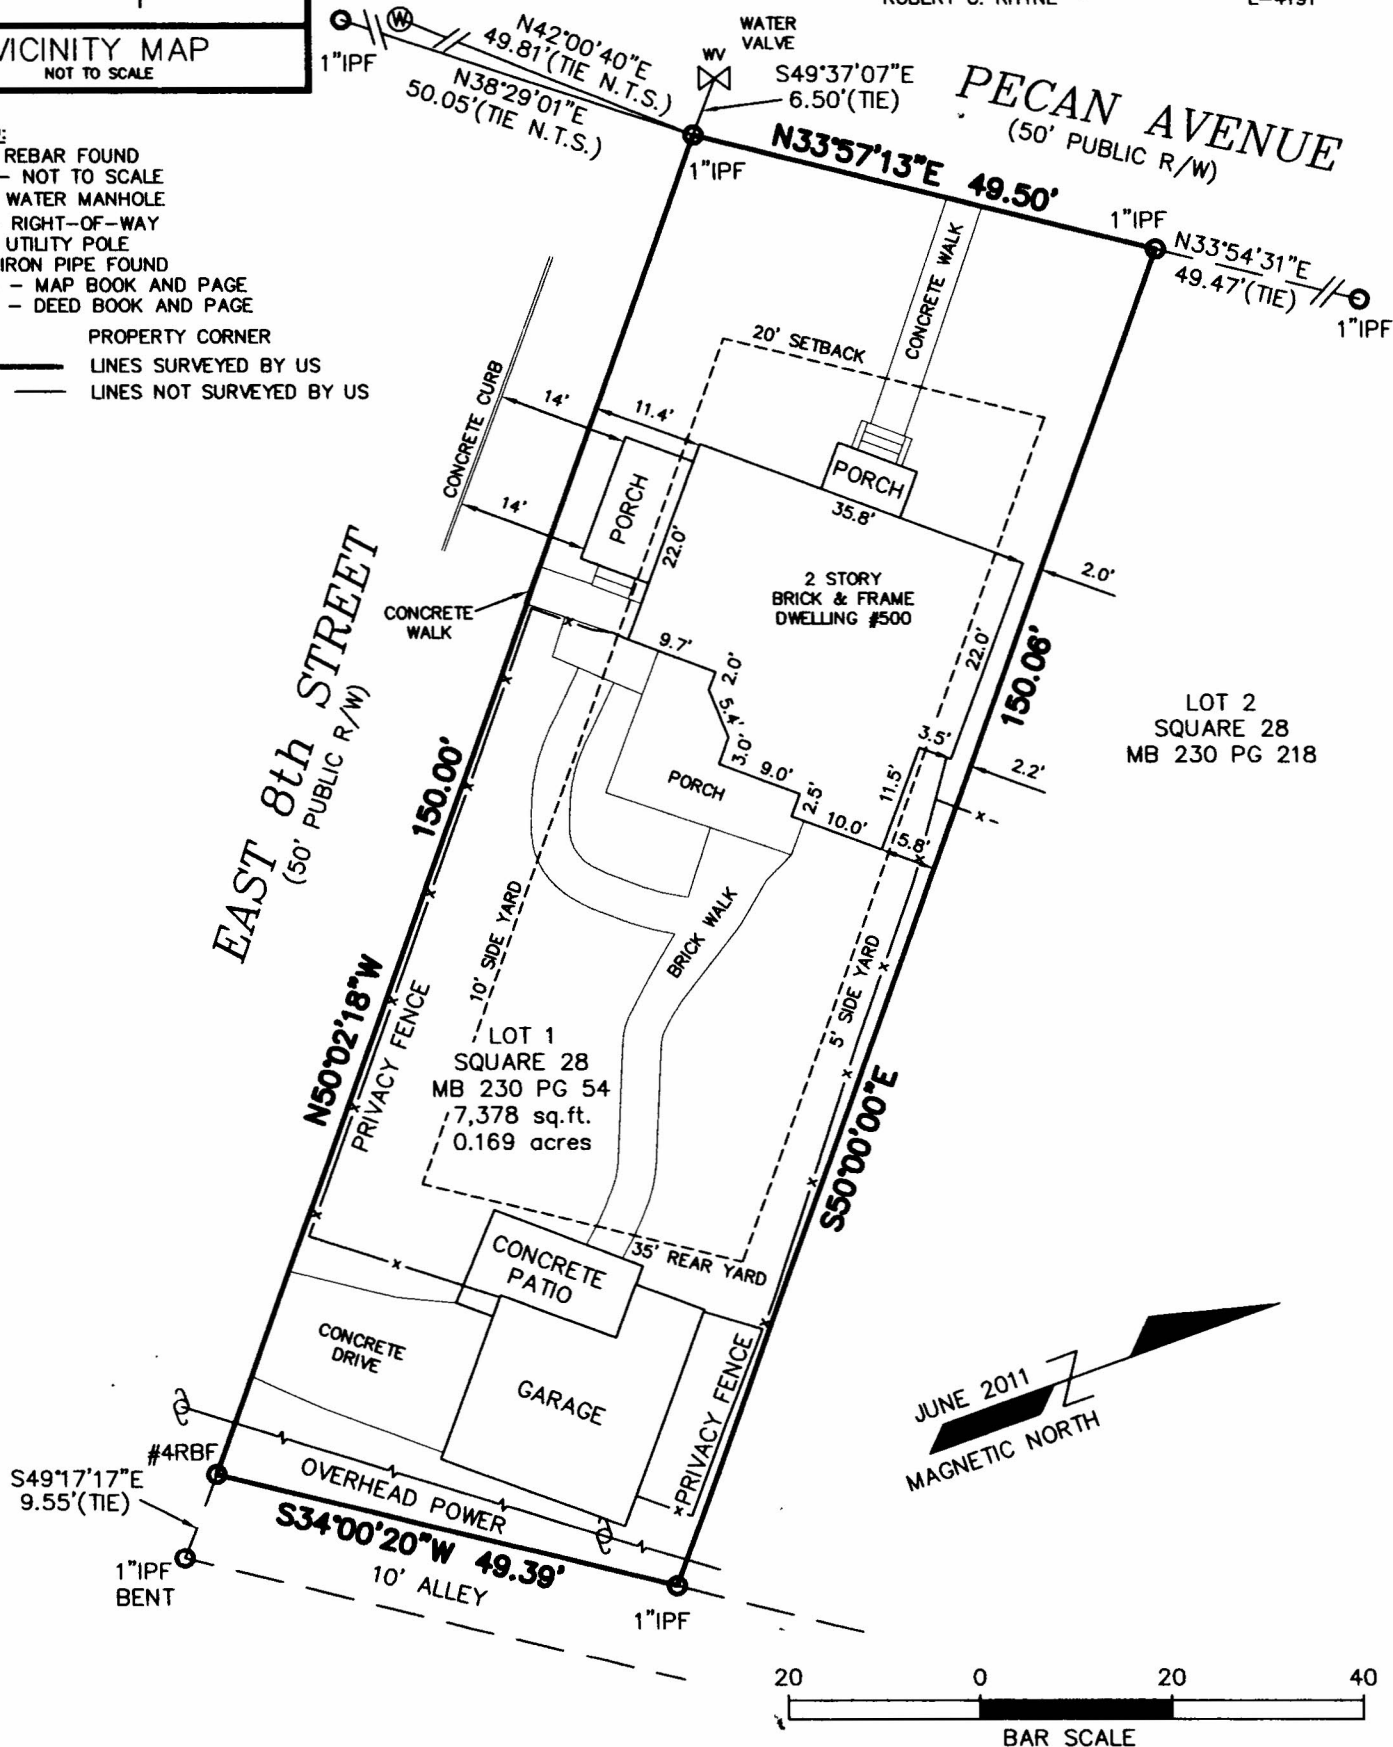 VICINITY MAP
NOT TO SCALE
REBAR FOUND
– NOT TO SCALE
WATER MANHOLE
RIGHT–OF–WAY
UTILITY POLE
IRON PIPE FOUND
– MAP BOOK AND PAGE
– DEED BOOK AND PAGE
PROPERTY CORNER
LINES SURVEYED BY US
LINES NOT SURVEYED BY US
1"IPF
W
N42°00'40"E
49.81'(TIE N.T.S.)
N38°29'01"E
50.05'(TIE N.T.S.)
WATER
VALVE
WV
S49°37'07"E
6.50'(TIE)
PECAN AVENUE
(50' PUBLIC R/W)
1"IPF
N33°57'13"E 49.50'
1"IPF
N33°54'31"E
49.47'(TIE)
1"IPF
CONCRETE WALK
20' SETBACK
CONCRETE CURB
14'
11.4'
PORCH
PORCH
35.8'
14'
22.0'
2.0'
2 STORY
BRICK & FRAME
DWELLING #500
CONCRETE
WALK
EAST 8th STREET
(50' PUBLIC R/W)
9.7'
2.0'
5.4'
3.0'
9.0'
2.5'
10.0'
22.0'
150.06'
3.5'
11.5'
2.2'
5.8'
LOT 2
SQUARE 28
MB 230 PG 218
PORCH
150.00'
BRICK WALK
10' SIDE YARD
5' SIDE YARD
N50°02'18"W
PRIVACY FENCE
LOT 1
SQUARE 28
MB 230 PG 54
7,378 sq.ft.
0.169 acres
S50°00'00"E
35' REAR YARD
CONCRETE
PATIO
CONCRETE
DRIVE
GARAGE
PRIVACY FENCE
JUNE 2011
MAGNETIC NORTH
#4RBF
OVERHEAD POWER
S49°17'17"E
9.55'(TIE)
S34°00'20"W 49.39'
1"IPF
BENT
10' ALLEY
1"IPF
20 0 20 40
BAR SCALE